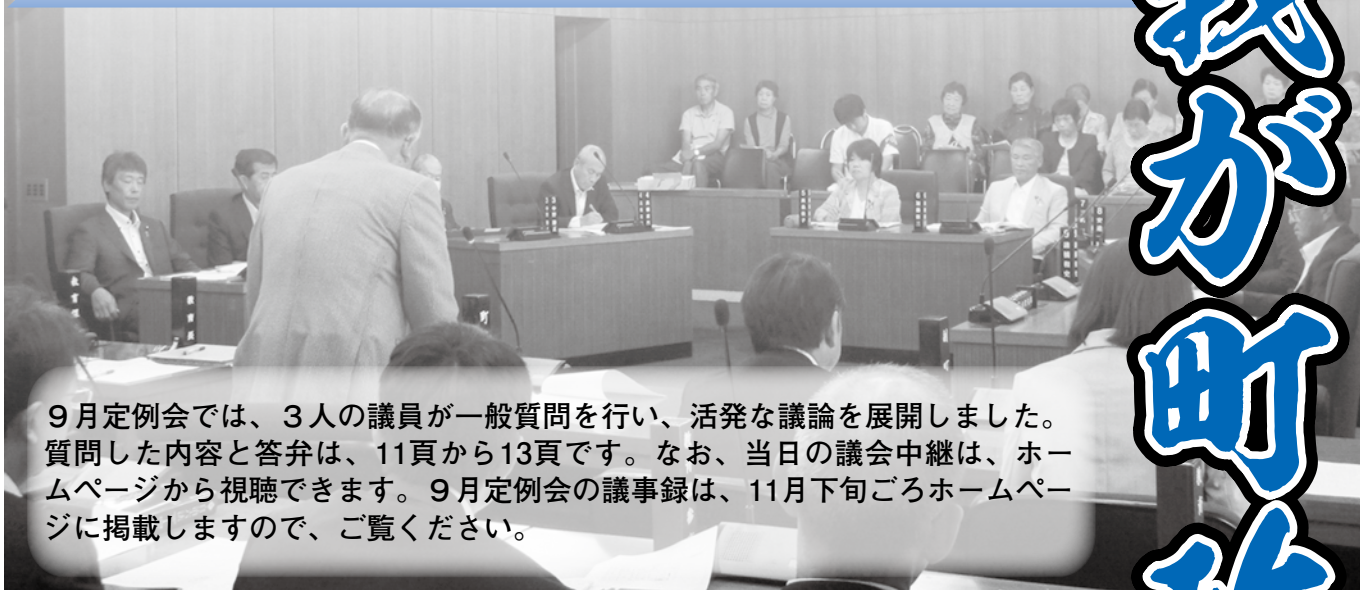 我が町政
9月定例会では、3人の議員が一般質問を行い、活発な議論を展開しました。
質問した内容と答弁は、11頁から13頁です。なお、当日の議会中継は、ホー
ムページから視聴できます。9月定例会の議事録は、11月下旬ごろホームペー
ジに掲載しますので、ご覧ください。
教育長
町